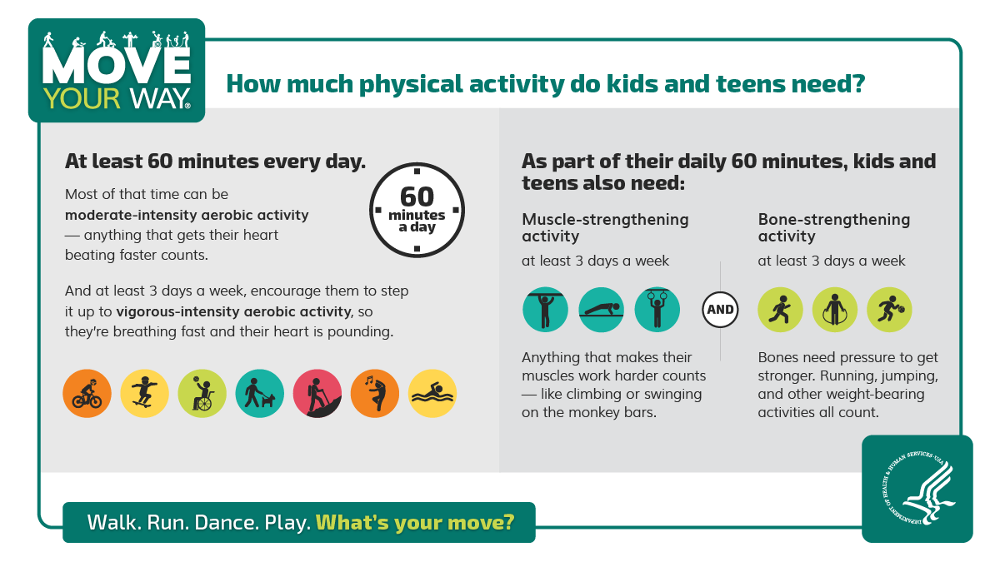 MOVE
YOUR WAY®
How much physical activity do kids and teens need?
At least 60 minutes every day.
Most of that time can be
moderate-intensity aerobic activity
— anything that gets their heart
beating faster counts.
60
minutes
a day
And at least 3 days a week, encourage them to step
it up to vigorous-intensity aerobic activity, so
they're breathing fast and their heart is pounding.
As part of their daily 60 minutes, kids and
teens also need:
Muscle-strengthening
activity
at least 3 days a week
Anything that makes their
muscles work harder counts
— like climbing or swinging
on the monkey bars.
AND
Bone-strengthening
activity
at least 3 days a week
Bones need pressure to get
stronger. Running, jumping,
and other weight-bearing
activities all count.
Walk. Run. Dance. Play. What's your move?
DEPARTMENT OF HEALTH & HUMAN SERVICES·USA